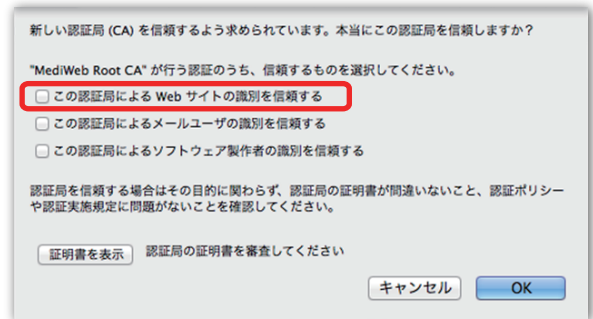 新しい認証局 (CA) を信頼するよう求められています。本当にこの認証局を信頼しますか？
"MediWeb Root CA" が行う認証のうち、信頼するものを選択してください。
この認証局による Web サイトの識別を信頼する
この認証局によるメールユーザの識別を信頼する
この認証局によるソフトウェア製作者の識別を信頼する
認証局を信頼する場合はその目的に関わらず、認証局の証明書が間違いないこと、認証ポリシー
や認証実施規定に問題がないことを確認してください。
証明書を表示 認証局の証明書を審査してください
キャンセル OK